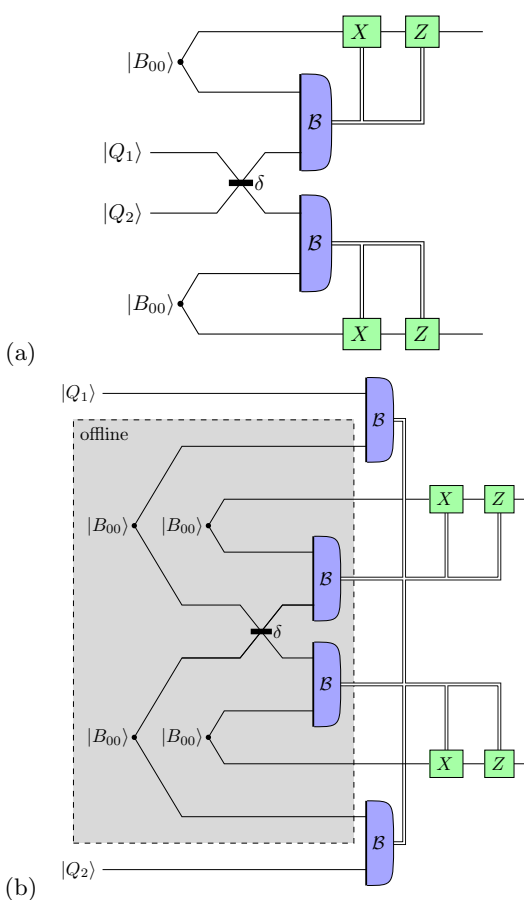 X Z
|B₀₀⟩
ℬ
|Q₁⟩
δ
|Q₂⟩
ℬ
|B₀₀⟩
X Z
(a)
|Q₁⟩
ℬ
offline
X Z
|B₀₀⟩ |B₀₀⟩
ℬ
δ
ℬ
|B₀₀⟩ |B₀₀⟩
X Z
ℬ
|Q₂⟩
(b)